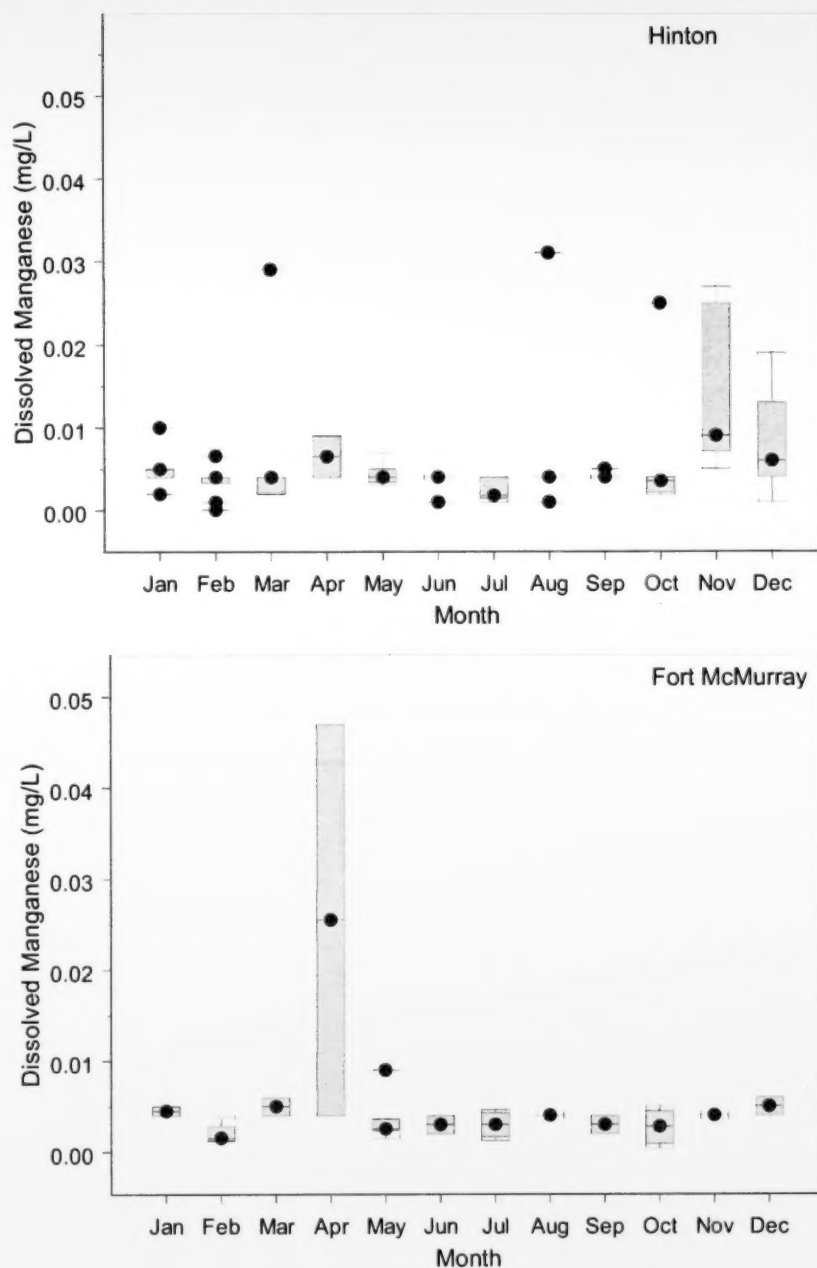 Hinton
Dissolved Manganese (mg/L)
0.05
0.04
0.03
0.02
0.01
0.00
Jan Feb Mar Apr May Jun Jul Aug Sep Oct Nov Dec
Month
Fort McMurray
Dissolved Manganese (mg/L)
0.05
0.04
0.03
0.02
0.01
0.00
Jan Feb Mar Apr May Jun Jul Aug Sep Oct Nov Dec
Month